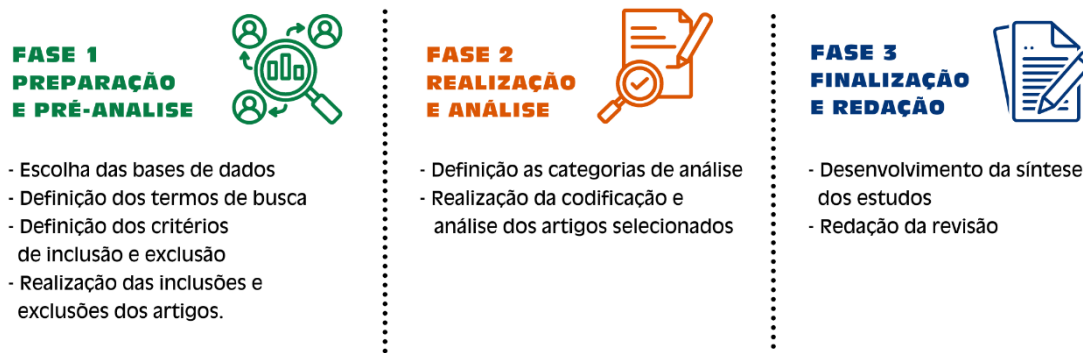 FASE 1
PREPARAÇÃO
E PRÉ-ANALISE
- Escolha das bases de dados
- Definição dos termos de busca
- Definição dos critérios
de inclusão e exclusão
- Realização das inclusões e
exclusões dos artigos.
FASE 2
REALIZAÇÃO
E ANÁLISE
- Definição as categorias de análise
- Realização da codificação e
análise dos artigos selecionados
FASE 3
FINALIZAÇÃO
E REDAÇÃO
- Desenvolvimento da síntese
dos estudos
- Redação da revisão